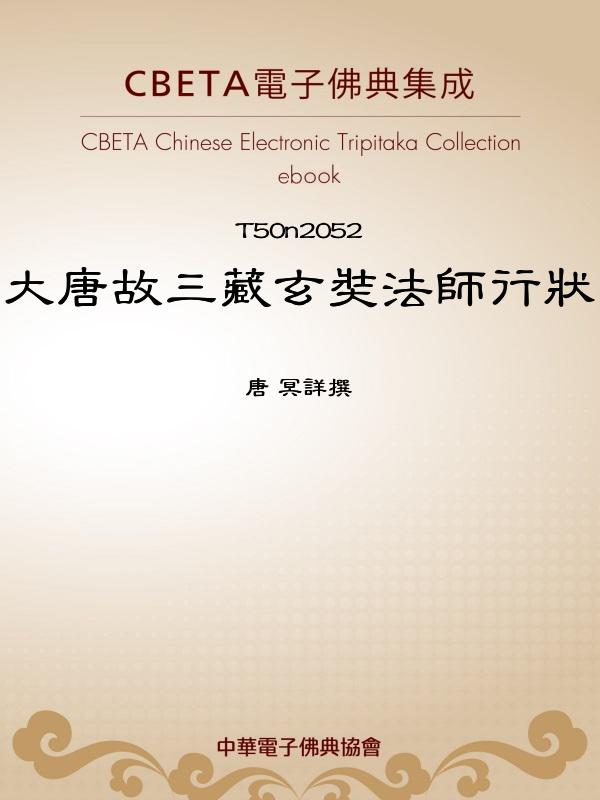 CBETA電子佛典集成
CBETA Chinese Electronic Tripitaka Collection
ebook
T50n2052
大唐故三藏玄奘法師行狀
唐 冥詳撰
中華電子佛典協會